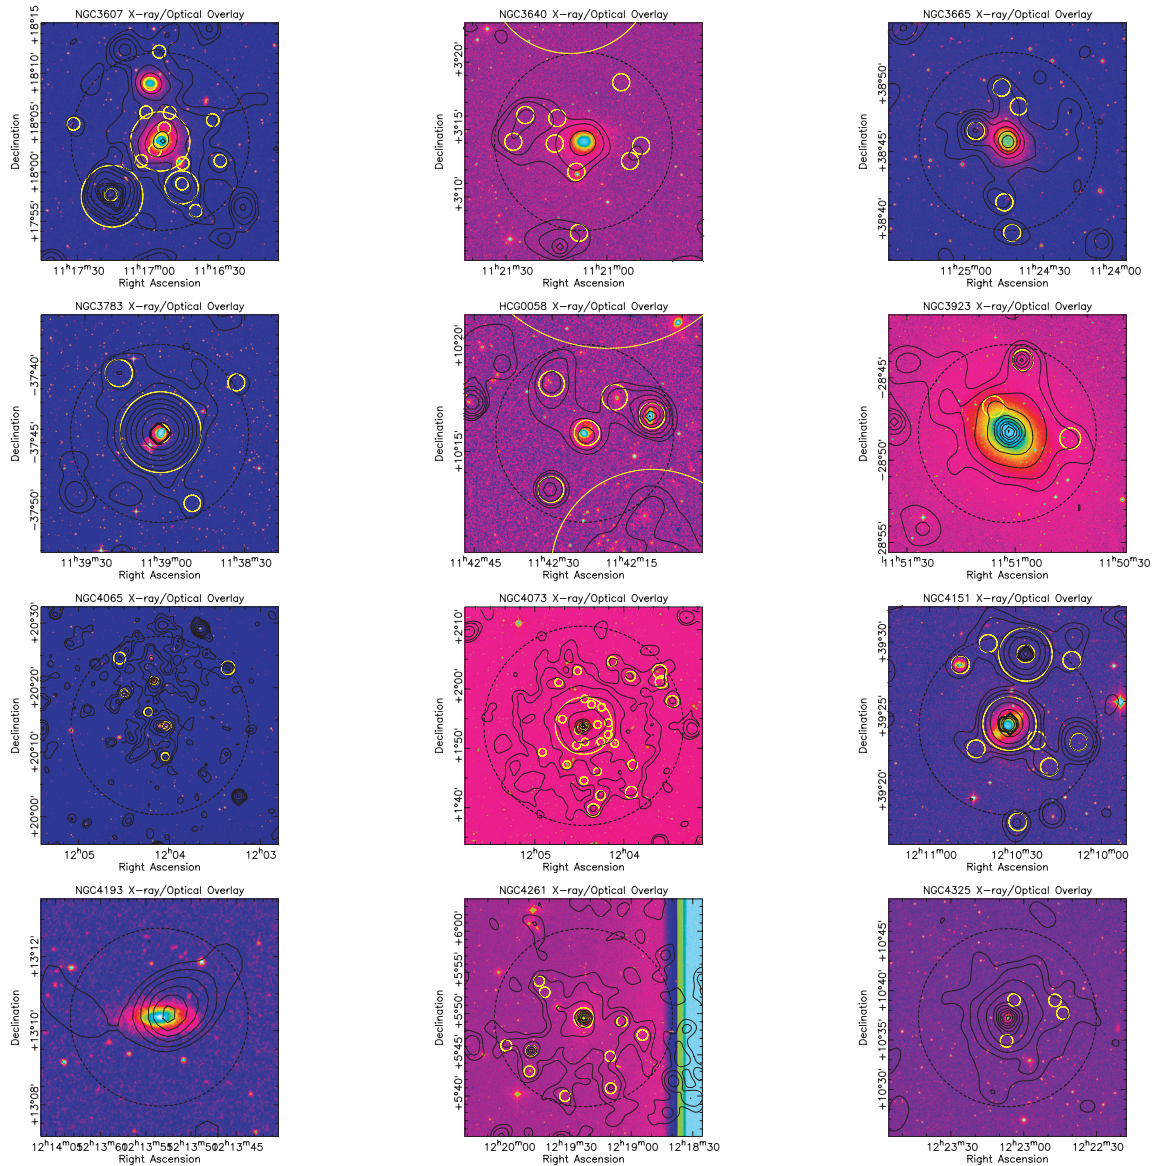 NGC3607 X-ray/Optical Overlay
NGC3640 X-ray/Optical Overlay
NGC3665 X-ray/Optical Overlay
Declination
+18°15'
+18°10'
+18°05'
+18°00'
+17°55'
Declination
+3°20'
+3°15'
+3°10'
Declination
+38°50'
+38°45'
+38°40'
11h17m30 11h17m00 11h16m30
11h21m30 11h21m00
11h25m00 11h24m30 11h24m00
Right Ascension
Right Ascension
Right Ascension
NGC3783 X-ray/Optical Overlay
HCG0058 X-ray/Optical Overlay
NGC3923 X-ray/Optical Overlay
Declination
-37°40'
-37°45'
-37°50'
Declination
+10°20'
+10°15'
Declination
-28°45'
-28°50'
-28°55'
11h39m30 11h39m00 11h38m30
11h42m45 11h42m30 11h42m15
11h51m30 11h51m00 11h50m30
Right Ascension
Right Ascension
Right Ascension
NGC4065 X-ray/Optical Overlay
NGC4073 X-ray/Optical Overlay
NGC4151 X-ray/Optical Overlay
Declination
+20°30'
+20°20'
+20°10'
+20°00'
Declination
+2°10'
+2°00'
+1°50'
+1°40'
Declination
+39°30'
+39°25'
+39°20'
12h05 12h04 12h03
12h05 12h04
12h11m00 12h10m30 12h10m00
Right Ascension
Right Ascension
Right Ascension
NGC4193 X-ray/Optical Overlay
NGC4261 X-ray/Optical Overlay
NGC4325 X-ray/Optical Overlay
Declination
+13°12'
+13°10'
+13°08'
Declination
+6°00'
+5°55'
+5°50'
+5°45'
+5°40'
Declination
+10°45'
+10°40'
+10°35'
+10°30'
12h14m05 12h13m60 12h13m55 12h13m50 12h13m45
12h20m00 12h19m30 12h19m00 12h18m30
12h23m30 12h23m00 12h22m30
Right Ascension
Right Ascension
Right Ascension